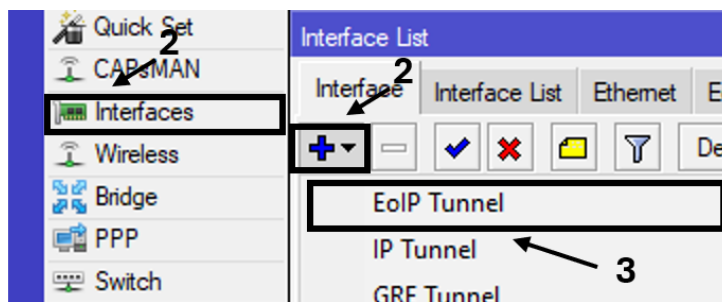 Quick Set
2
CAPsMAN
Interfaces
Wireless
Bridge
PPP
Switch
Interface List
Interface
Interface List
Ethernet
2
De
EoIP Tunnel
IP Tunnel
3
GRE Tunnel